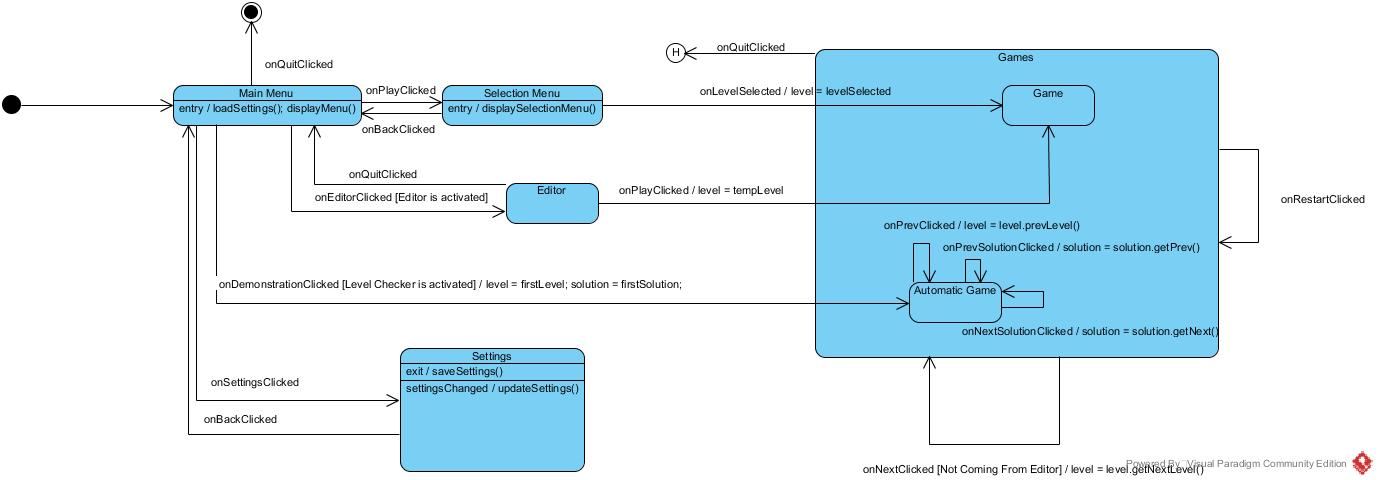 onQuitClicked
H
onQuitClicked
Games
Main Menu
entry / loadSettings(); displayMenu()
onPlayClicked
onBackClicked
Selection Menu
entry / displaySelectionMenu()
onLevelSelected / level = levelSelected
Game
onQuitClicked
onEditorClicked [Editor is activated]
Editor
onPlayClicked / level = tempLevel
onRestartClicked
onPrevClicked / level = level.prevLevel()
onPrevSolutionClicked / solution = solution.getPrev()
onDemonstrationClicked [Level Checker is activated] / level = firstLevel; solution = firstSolution;
Automatic Game
onNextSolutionClicked / solution = solution.getNext()
Settings
exit / saveSettings()
settingsChanged / updateSettings()
onSettingsClicked
onBackClicked
onNextClicked [Not Coming From Editor] / level = level.getNextLevel()
Powered By Visual Paradigm Community Edition